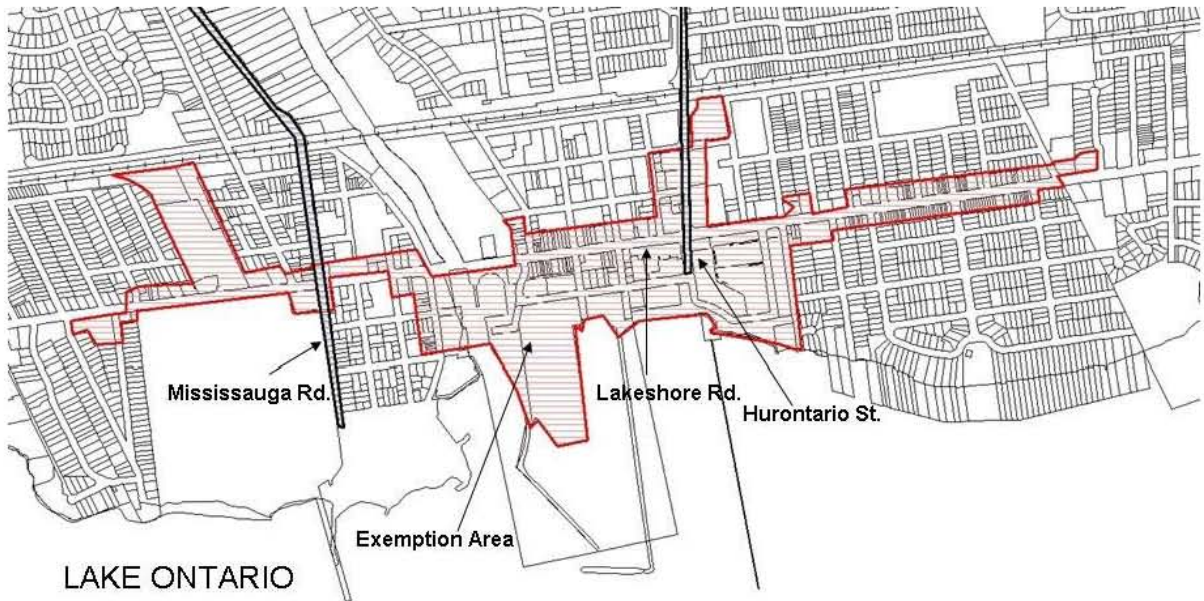 Mississauga Rd.
Lakeshore Rd.
Hurontario St.
Exemption Area
LAKE ONTARIO